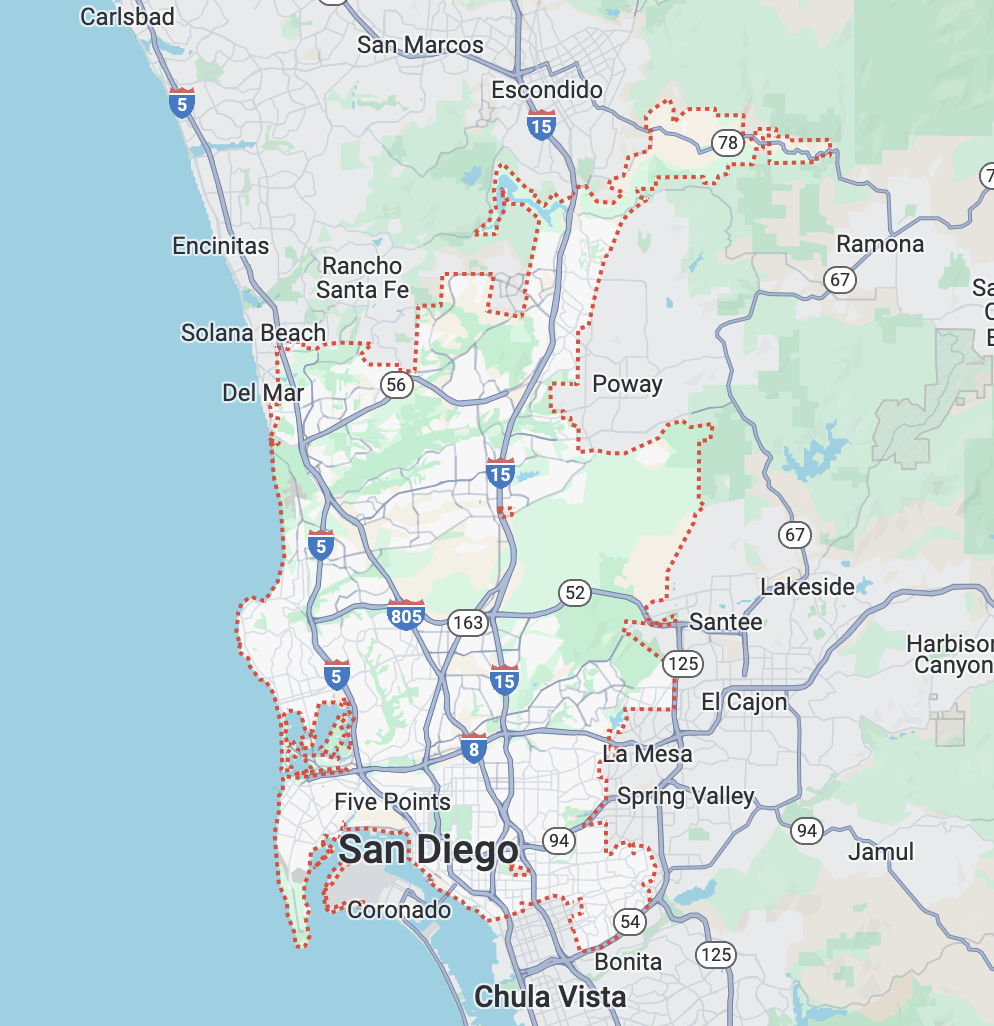 Carlsbad
San Marcos
Escondido
5
15
78
7
Encinitas
Ramona
Rancho
Santa Fe
67
Sa
C
E
Solana Beach
Del Mar
56
Poway
15
5
67
52
Lakeside
805
163
Santee
Harbison
Canyon
125
5
15
El Cajon
8
La Mesa
Five Points
Spring Valley
94
94
San Diego
Jamul
Coronado
54
125
Bonita
Chula Vista